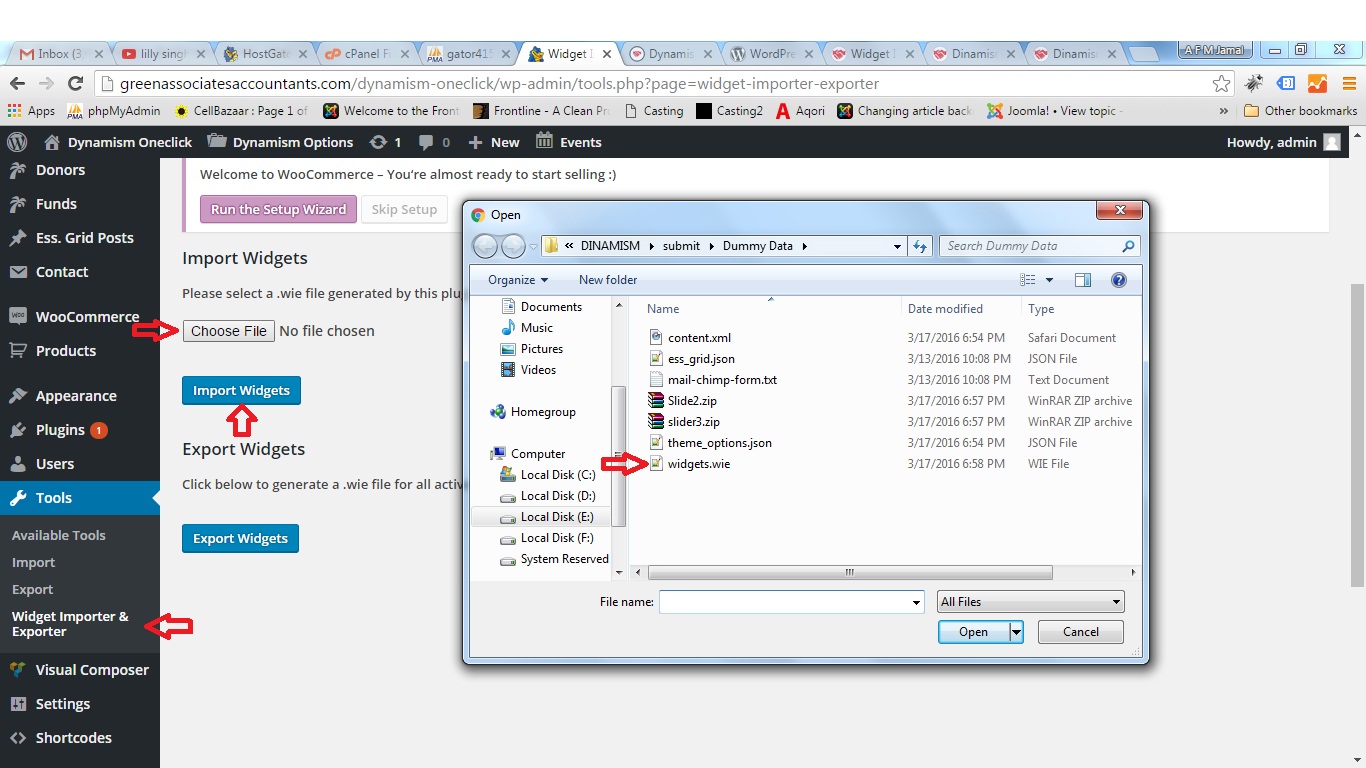 Inbox (3
lilly sing
HostGat
cPanel F
gator415
Widget I
Dynamis
WordPre
Widget I
Dinamis
Dinamis
A F M Jamal
greenassociatesaccountants.com/dynamism-oneclick/wp-admin/tools.php?page=widget-importer-exporter
Apps
phpMyAdmin
CellBazaar : Page 1 of
Welcome to the Front
Frontline - A Clean Pr
Casting
Casting2
Aqori
Changing article back
Joomla! • View topic -
»
Other bookmarks
Dynamism Oneclick
Dynamism Options
1
0
New
Events
Howdy, admin
Donors
Funds
Ess. Grid Posts
Contact
WooCommerce
Products
Appearance
Plugins 1
Users
Tools
Available Tools
Import
Export
Widget Importer &
Exporter
Visual Composer
Settings
Shortcodes
Welcome to WooCommerce – You're almost ready to start selling :)
Run the Setup Wizard
Skip Setup
Import Widgets
Please select a .wie file generated by this plu
Choose File No file chosen
Import Widgets
Export Widgets
Click below to generate a .wie file for all activ
Export Widgets
Open
« DINAMISM
submit
Dummy Data
Search Dummy Data
Organize
New folder
Documents
Music
Pictures
Videos
Homegroup
Computer
Local Disk (C:)
Local Disk (D:)
Local Disk (E:)
Local Disk (F:)
System Reserved
Name Date modified Type
content.xml 3/17/2016 6:54 PM Safari Document
ess_grid.json 3/13/2016 10:08 PM JSON File
mail-chimp-form.txt 3/13/2016 10:08 PM Text Document
Slide2.zip 3/17/2016 6:57 PM WinRAR ZIP archive
slider3.zip 3/17/2016 6:57 PM WinRAR ZIP archive
theme_options.json 3/17/2016 6:54 PM JSON File
widgets.wie 3/17/2016 6:58 PM WIE File
File name:
All Files
Open
Cancel